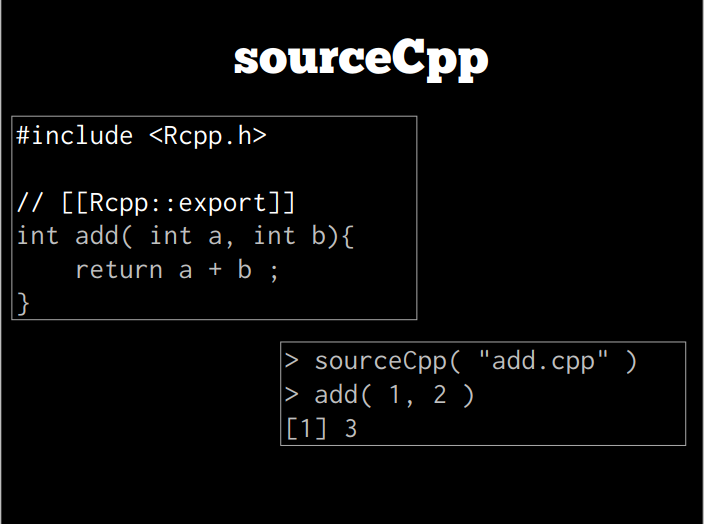 sourceCpp
#include <Rcpp.h>
// [[Rcpp::export]]
int add( int a, int b){
    return a + b ;
}
> sourceCpp( "add.cpp" )
> add( 1, 2 )
[1] 3